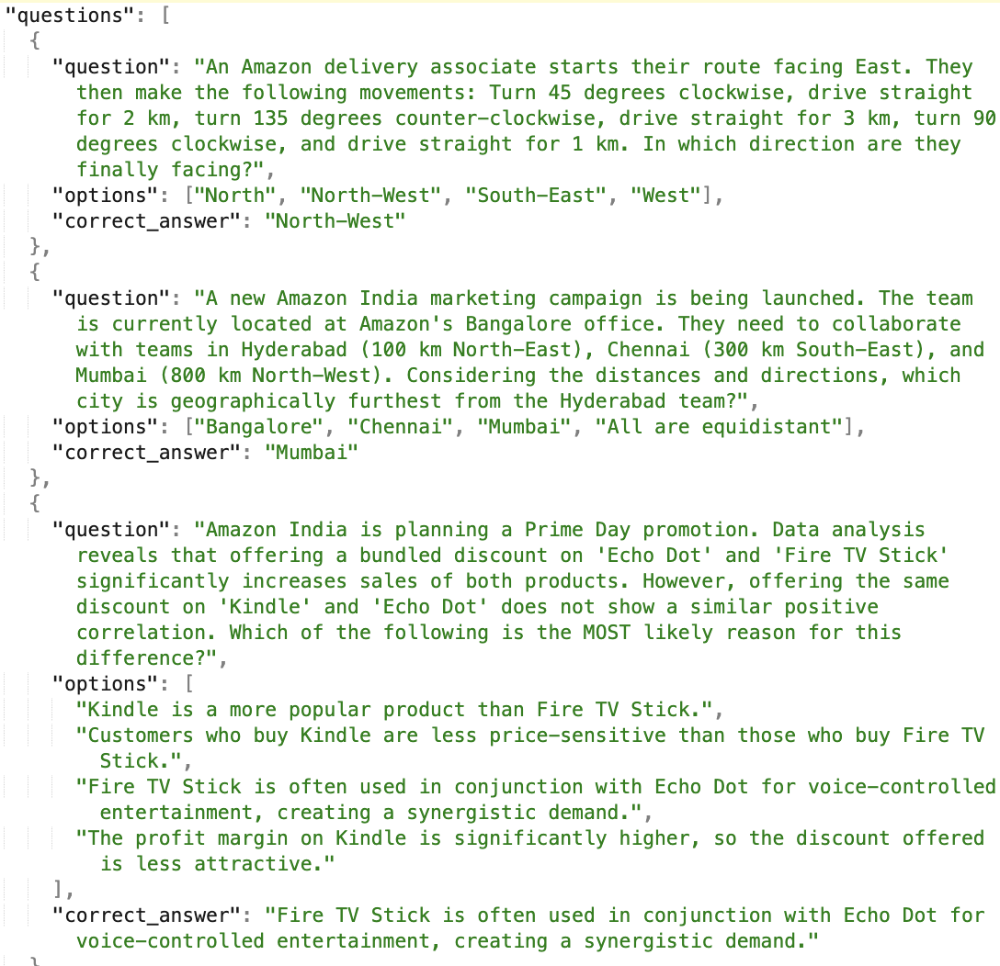 "questions": [
{
"question": "An Amazon delivery associate starts their route facing East. They
then make the following movements: Turn 45 degrees clockwise, drive straight
for 2 km, turn 135 degrees counter-clockwise, drive straight for 3 km, turn 90
degrees clockwise, and drive straight for 1 km. In which direction are they
finally facing?",
"options": ["North", "North-West", "South-East", "West"],
"correct_answer": "North-West"
},
{
"question": "A new Amazon India marketing campaign is being launched. The team
is currently located at Amazon's Bangalore office. They need to collaborate
with teams in Hyderabad (100 km North-East), Chennai (300 km South-East), and
Mumbai (800 km North-West). Considering the distances and directions, which
city is geographically furthest from the Hyderabad team?",
"options": ["Bangalore", "Chennai", "Mumbai", "All are equidistant"],
"correct_answer": "Mumbai"
},
{
"question": "Amazon India is planning a Prime Day promotion. Data analysis
reveals that offering a bundled discount on 'Echo Dot' and 'Fire TV Stick'
significantly increases sales of both products. However, offering the same
discount on 'Kindle' and 'Echo Dot' does not show a similar positive
correlation. Which of the following is the MOST likely reason for this
difference?",
"options": [
"Kindle is a more popular product than Fire TV Stick.",
"Customers who buy Kindle are less price-sensitive than those who buy Fire TV
Stick.",
"Fire TV Stick is often used in conjunction with Echo Dot for voice-controlled
entertainment, creating a synergistic demand.",
"The profit margin on Kindle is significantly higher, so the discount offered
is less attractive."
],
"correct_answer": "Fire TV Stick is often used in conjunction with Echo Dot for
voice-controlled entertainment, creating a synergistic demand."
}